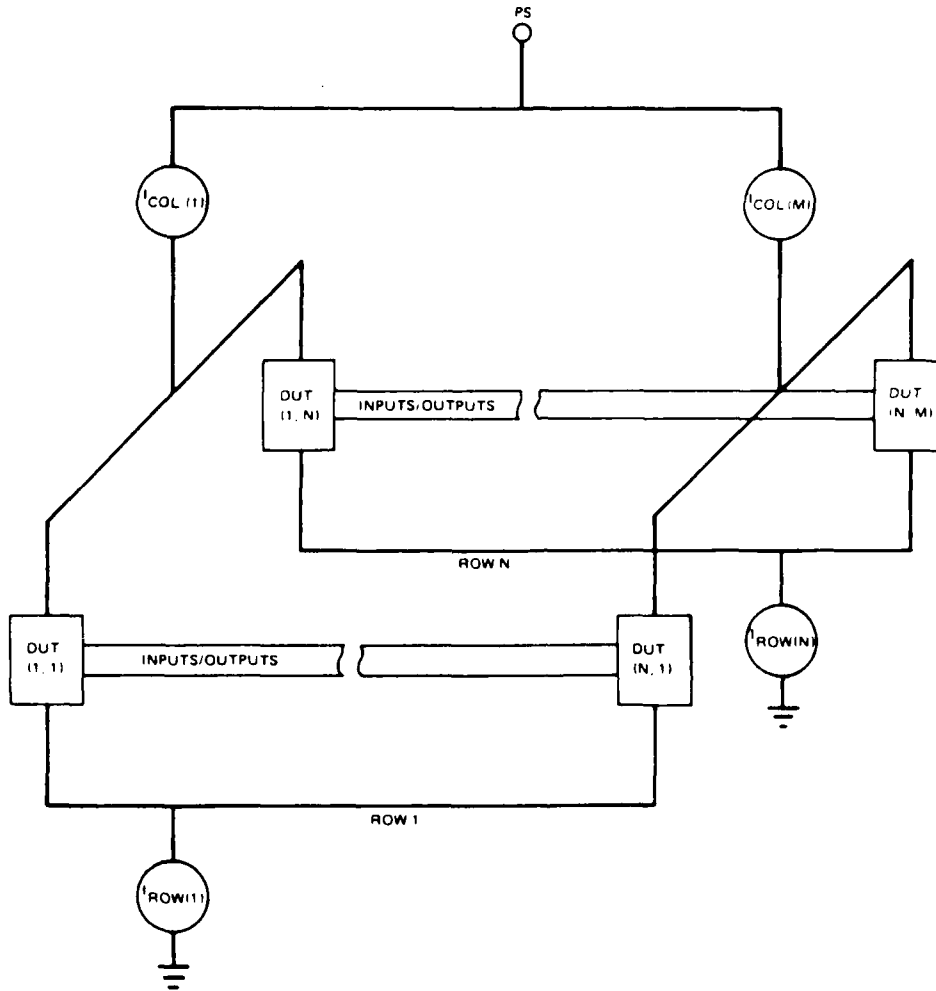 PS
ICOL(1)
ICOL(M)
DUT
(1, N)
INPUTS/OUTPUTS
DUT
(N, M)
ROW N
DUT
(1, 1)
INPUTS/OUTPUTS
DUT
(N, 1)
IROW(N)
ROW 1
IROW(1)